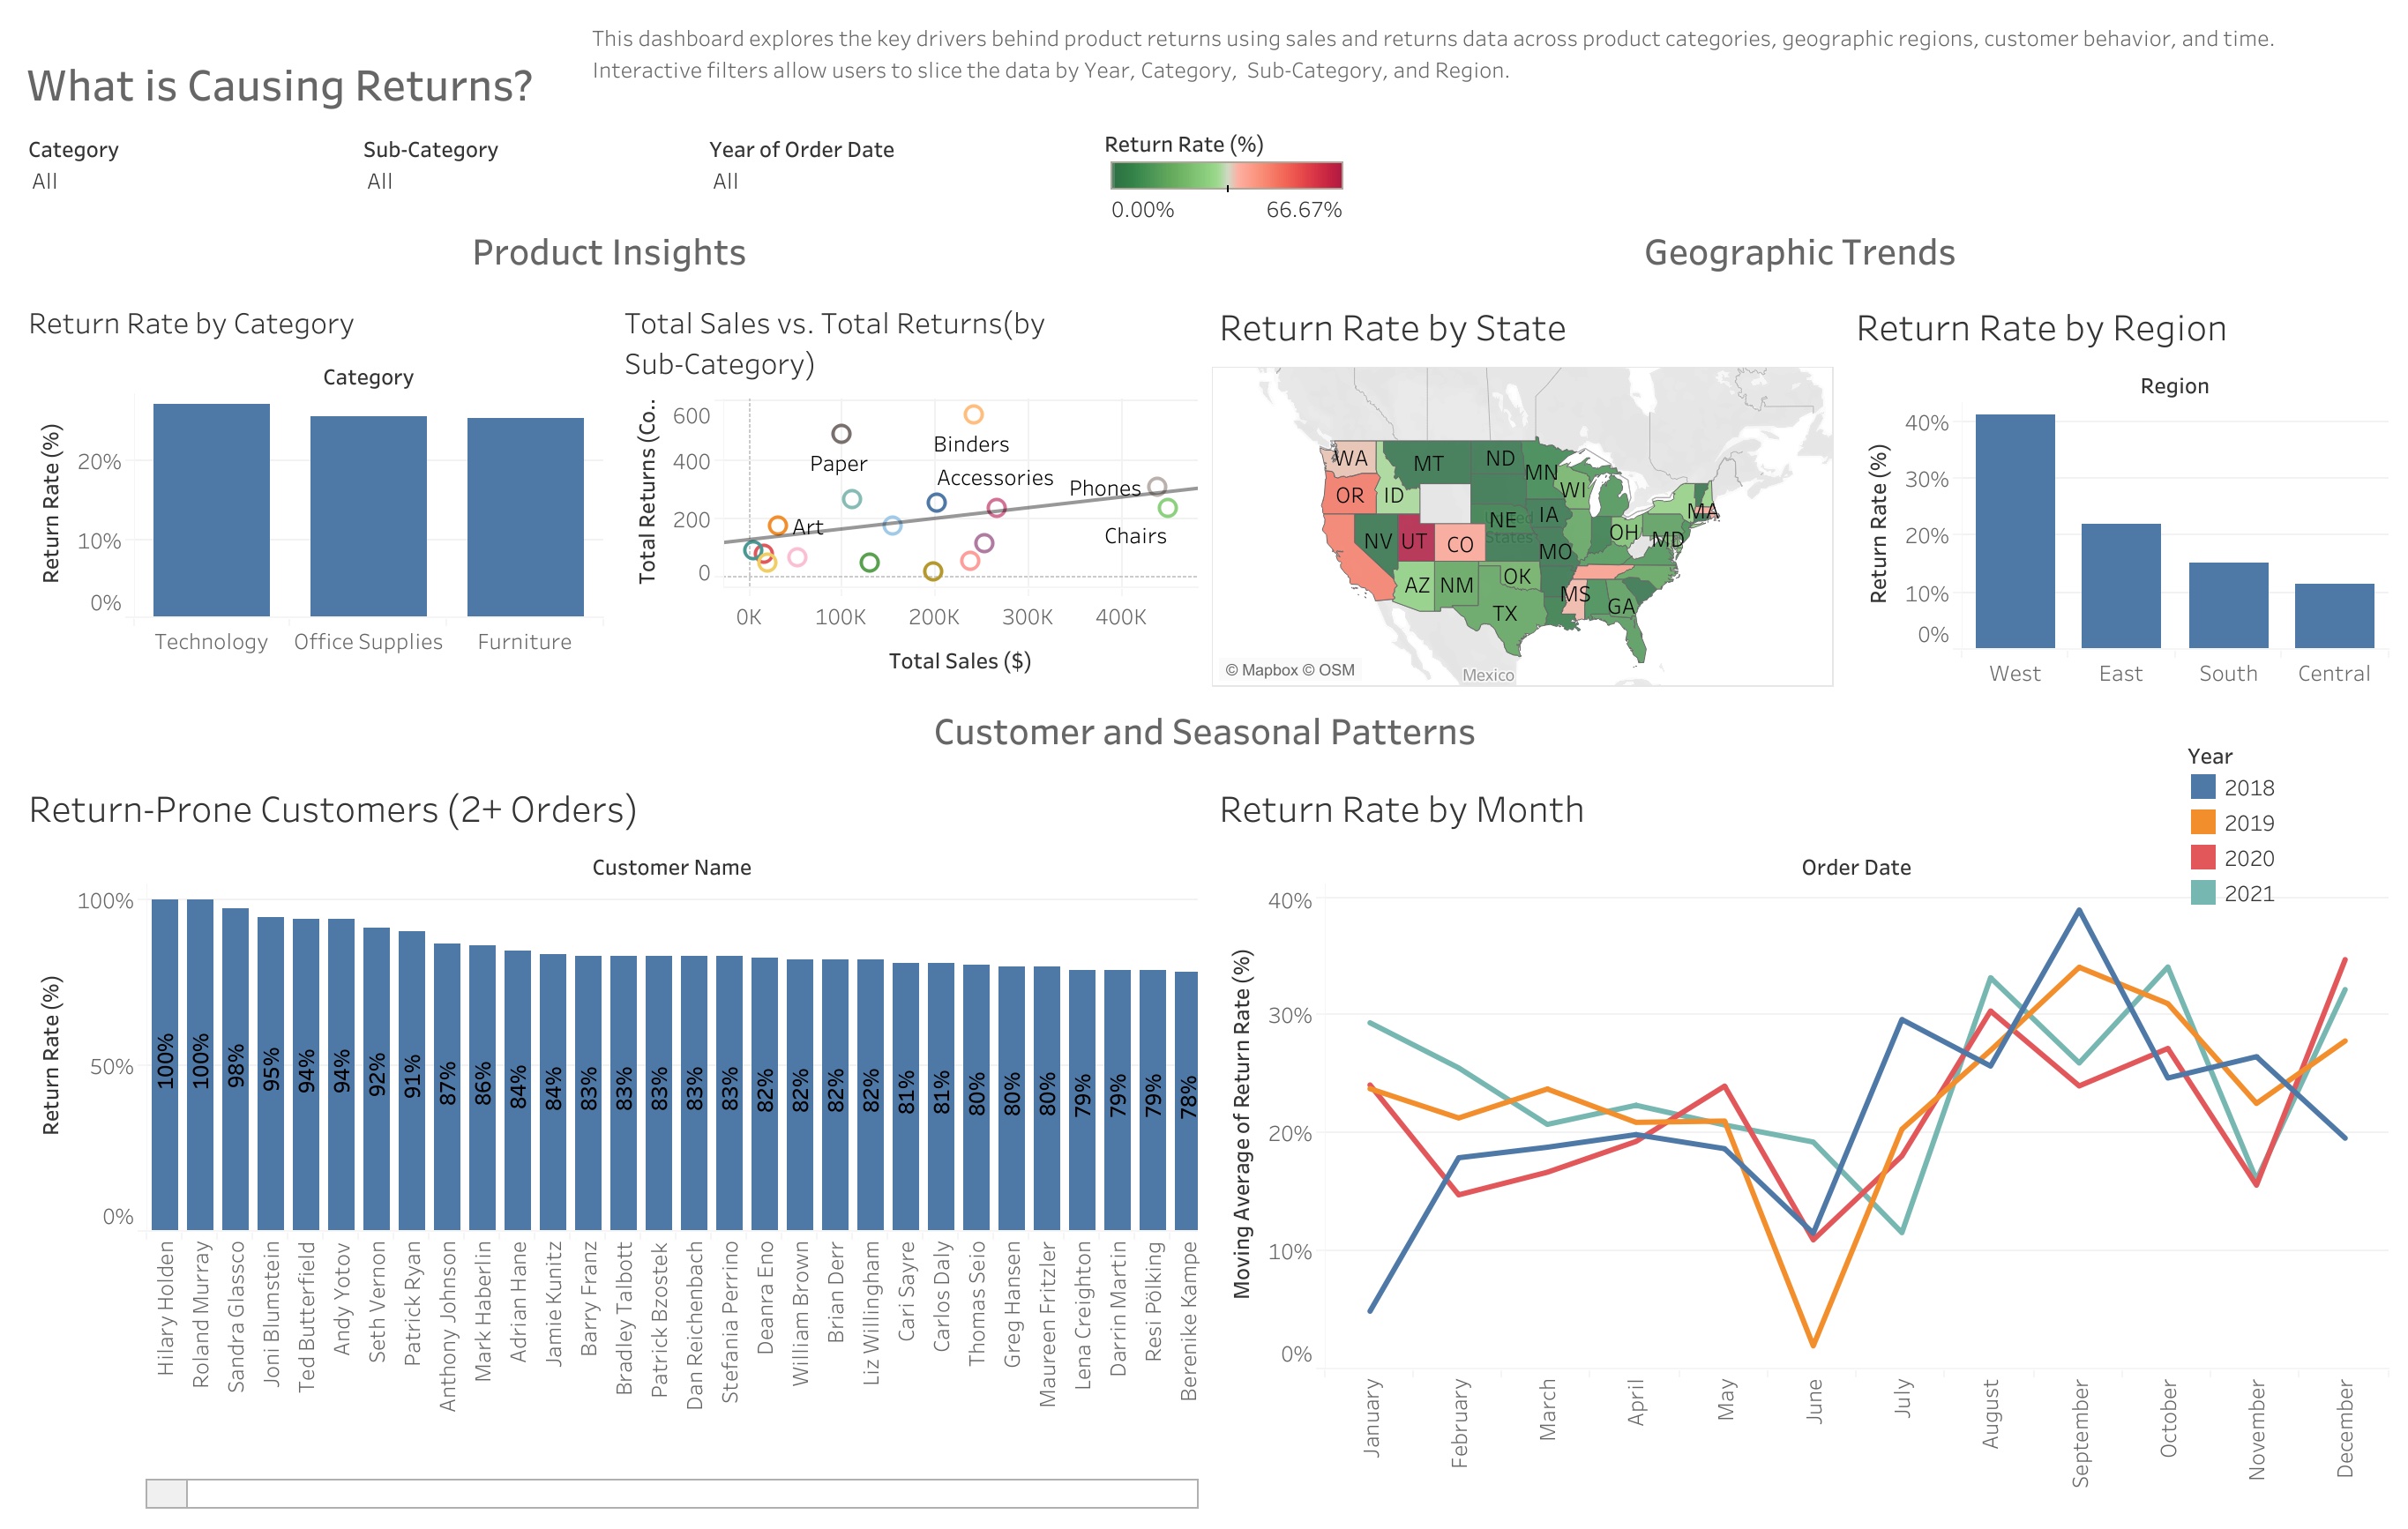 This dashboard explores the key drivers behind product returns using sales and returns data across product categories, geographic regions, customer behavior, and time.
Interactive filters allow users to slice the data by Year, Category,  Sub-Category, and Region.
What is Causing Returns?
Category
All
Sub-Category
All
Year of Order Date
All
Return Rate (%)
0.00%
66.67%
Product Insights
Geographic Trends
Return Rate by Category
Category
Return Rate (%)
20%
10%
0%
Technology
Office Supplies
Furniture
Total Sales vs. Total Returns(by
Sub-Category)
Total Returns (Co..
600
400
200
0
Binders
Paper
Accessories
Phones
Art
Chairs
0K
100K
200K
300K
400K
Total Sales ($)
Return Rate by State
WA
MT
ND
MN
OR
ID
WI
MA
NE
IA
United
States
OH
NV
UT
CO
MO
MD
AZ
NM
OK
MS
GA
TX
© Mapbox © OSM
Mexico
Return Rate by Region
Region
Return Rate (%)
40%
30%
20%
10%
0%
West
East
South
Central
Customer and Seasonal Patterns
Return-Prone Customers (2+ Orders)
Customer Name
Return Rate (%)
100%
50%
0%
100%
100%
98%
95%
94%
94%
92%
91%
87%
86%
84%
84%
83%
83%
83%
83%
83%
82%
82%
82%
82%
81%
81%
80%
80%
80%
79%
79%
79%
78%
Hilary Holden
Roland Murray
Sandra Glassco
Joni Blumstein
Ted Butterfield
Andy Yotov
Seth Vernon
Patrick Ryan
Anthony Johnson
Mark Haberlin
Adrian Hane
Jamie Kunitz
Barry Franz
Bradley Talbott
Patrick Bzostek
Dan Reichenbach
Stefania Perrino
Deanra Eno
William Brown
Brian Derr
Liz Willingham
Cari Sayre
Carlos Daly
Thomas Seio
Greg Hansen
Maureen Fritzler
Lena Creighton
Darrin Martin
Resi Pölking
Berenike Kampe
Return Rate by Month
Year
2018
2019
2020
2021
Order Date
Moving Average of Return Rate (%)
40%
30%
20%
10%
0%
January
February
March
April
May
June
July
August
September
October
November
December